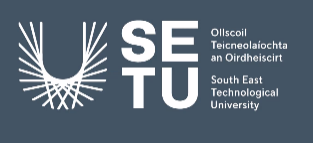 SE
TU
Ollscoil
Teicneolaíochta
an Oirdheiscirt
South East
Technological
University